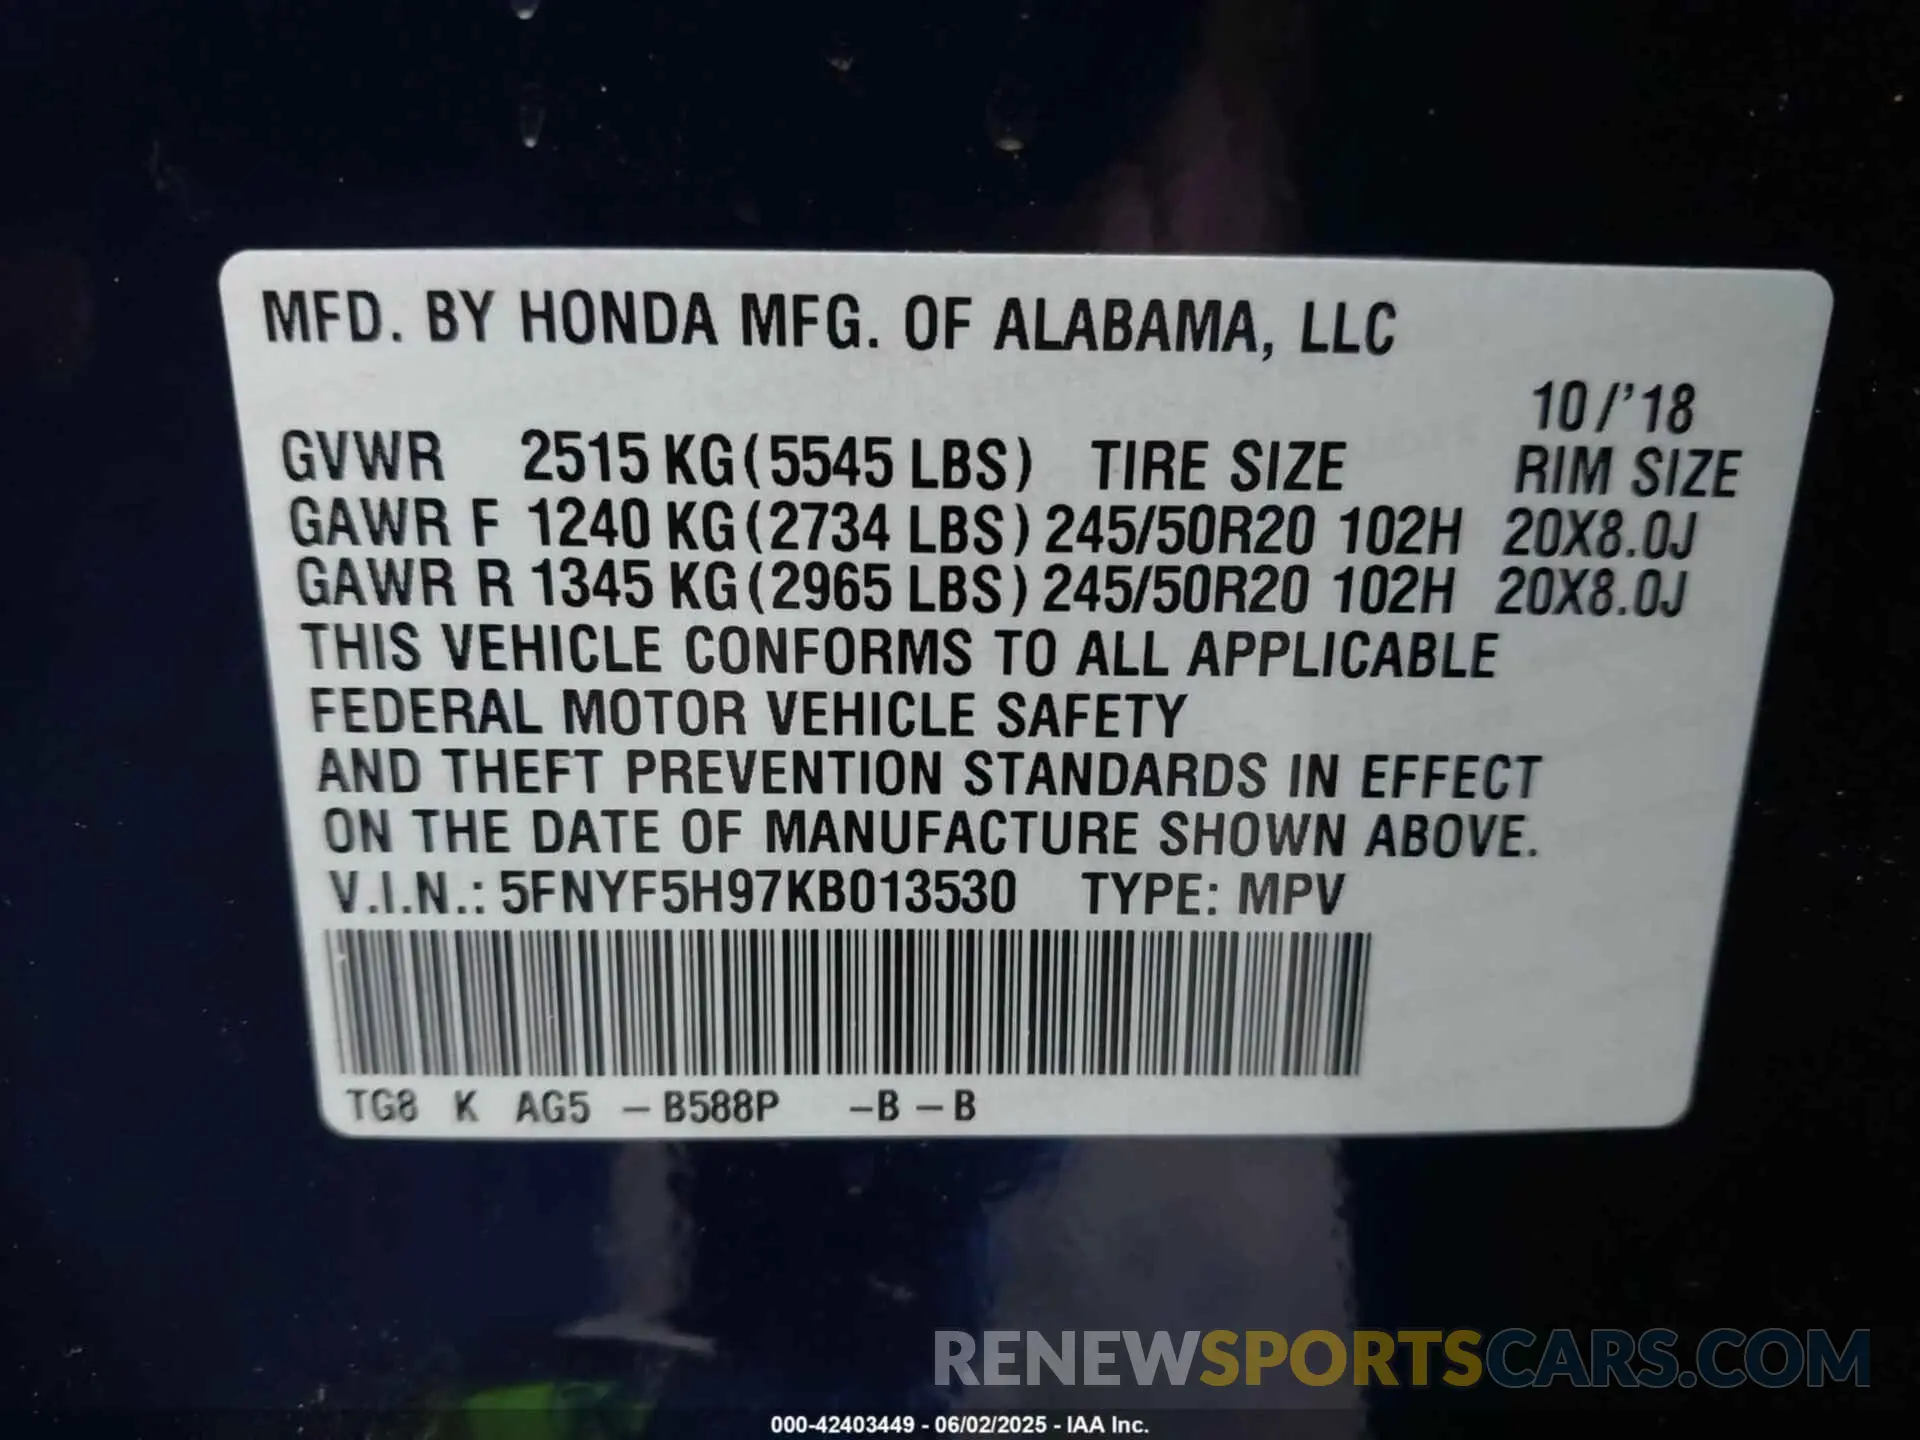 MFD. BY HONDA MFG. OF ALABAMA, LLC
10/'18
GVWR 2515 KG (5545 LBS) TIRE SIZE RIM SIZE
GAWR F 1240 KG (2734 LBS) 245/50R20 102H 20X8.0J
GAWR R 1345 KG (2965 LBS) 245/50R20 102H 20X8.0J
THIS VEHICLE CONFORMS TO ALL APPLICABLE
FEDERAL MOTOR VEHICLE SAFETY
AND THEFT PREVENTION STANDARDS IN EFFECT
ON THE DATE OF MANUFACTURE SHOWN ABOVE.
V.I.N.: 5FNYF5H97KB013530 TYPE: MPV
TG8 K AG5 – B588P –B – B
RENEWSPORTSCARS.COM
000-42403449 - 06/02/2025 - IAA Inc.